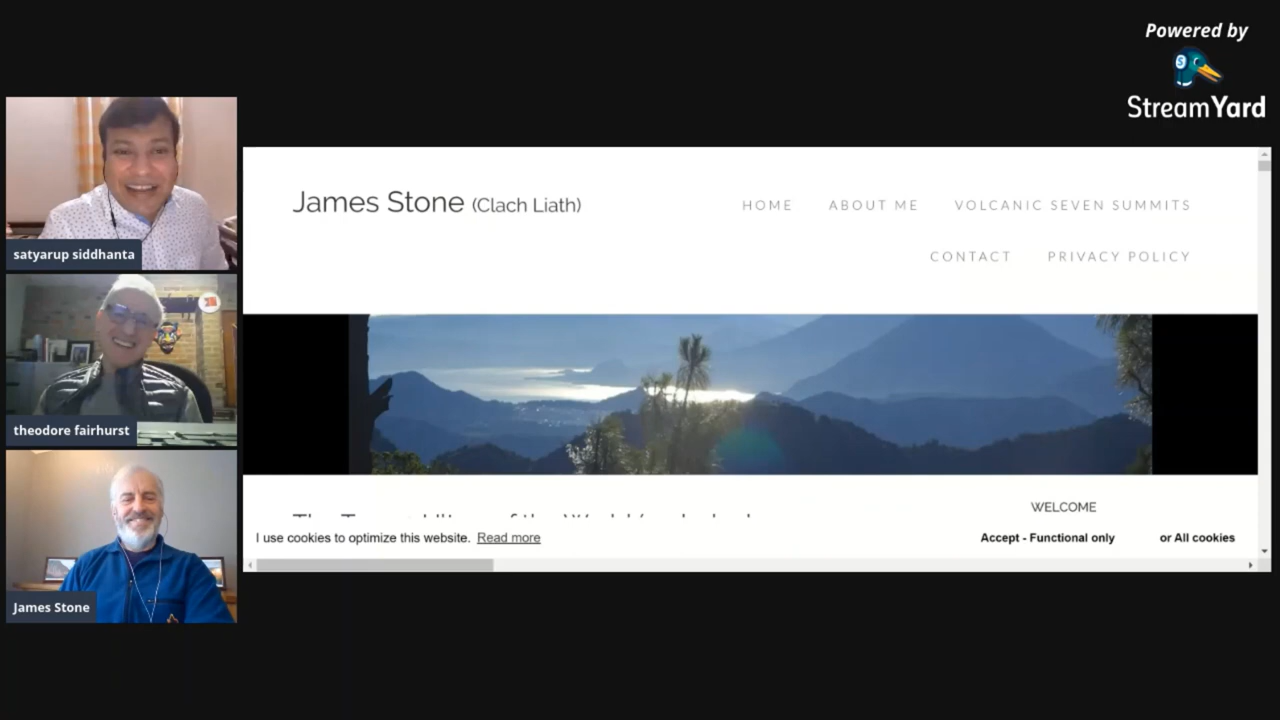 Powered by
StreamYard
satyarup siddhanta
theodore fairhurst
James Stone
James Stone (Clach Liath)
HOME ABOUT ME VOLCANIC SEVEN SUMMITS
CONTACT PRIVACY POLICY
WELCOME
I use cookies to optimize this website. Read more Accept - Functional only or All cookies